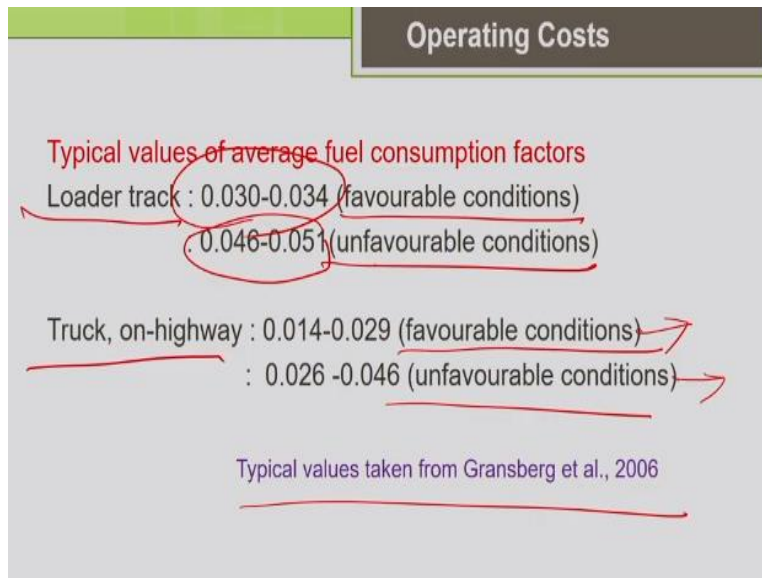 Operating Costs
Typical values of average fuel consumption factors
Loader track : 0.030-0.034 (favourable conditions)
: 0.046-0.051(unfavourable conditions)
Truck, on-highway : 0.014-0.029 (favourable conditions)
: 0.026 -0.046 (unfavourable conditions)
Typical values taken from Gransberg et al., 2006